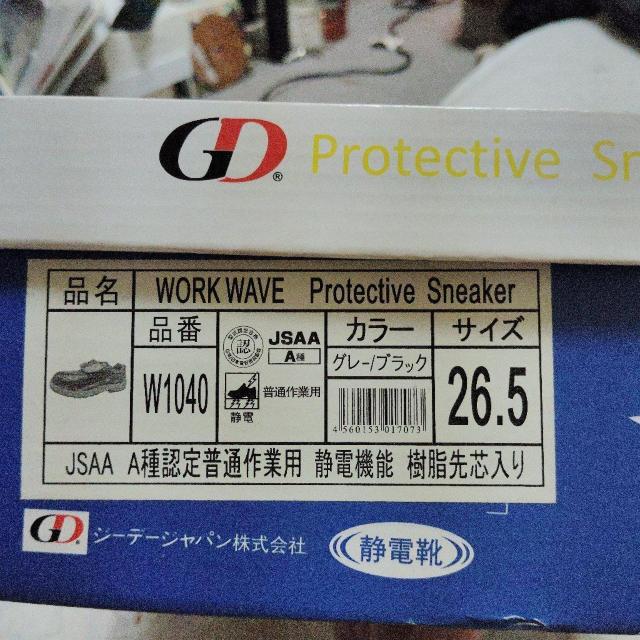 GD® Protective Sn
品名 WORK WAVE Protective Sneaker
品番 JSAA カラー サイズ
A種
W1040 静電 普通作業用 グレー/ブラック 26.5
4560153017073
JSAA A種認定普通作業用 静電機能 樹脂先芯入り
GD® ジーデージャパン株式会社 静電靴